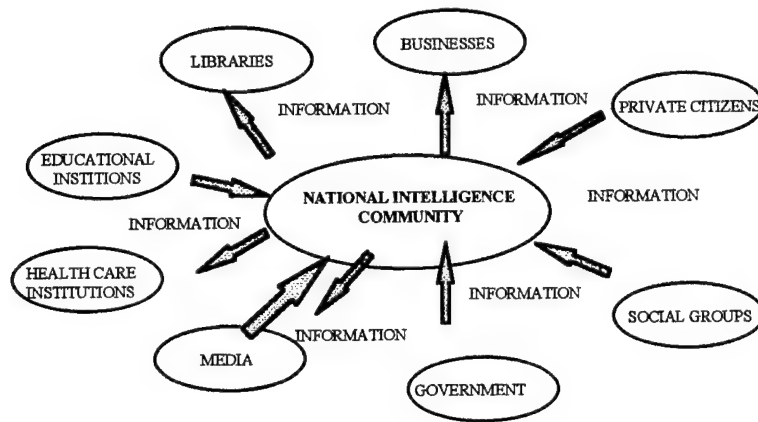 BUSINESSES
LIBRARIES
INFORMATION
INFORMATION
PRIVATE CITIZENS
EDUCATIONAL
INSTITIONS
NATIONAL INTELLIGENCE
COMMUNITY
INFORMATION
INFORMATION
HEALTH CARE
INSTITUTIONS
INFORMATION
SOCIAL GROUPS
INFORMATION
MEDIA
GOVERNMENT